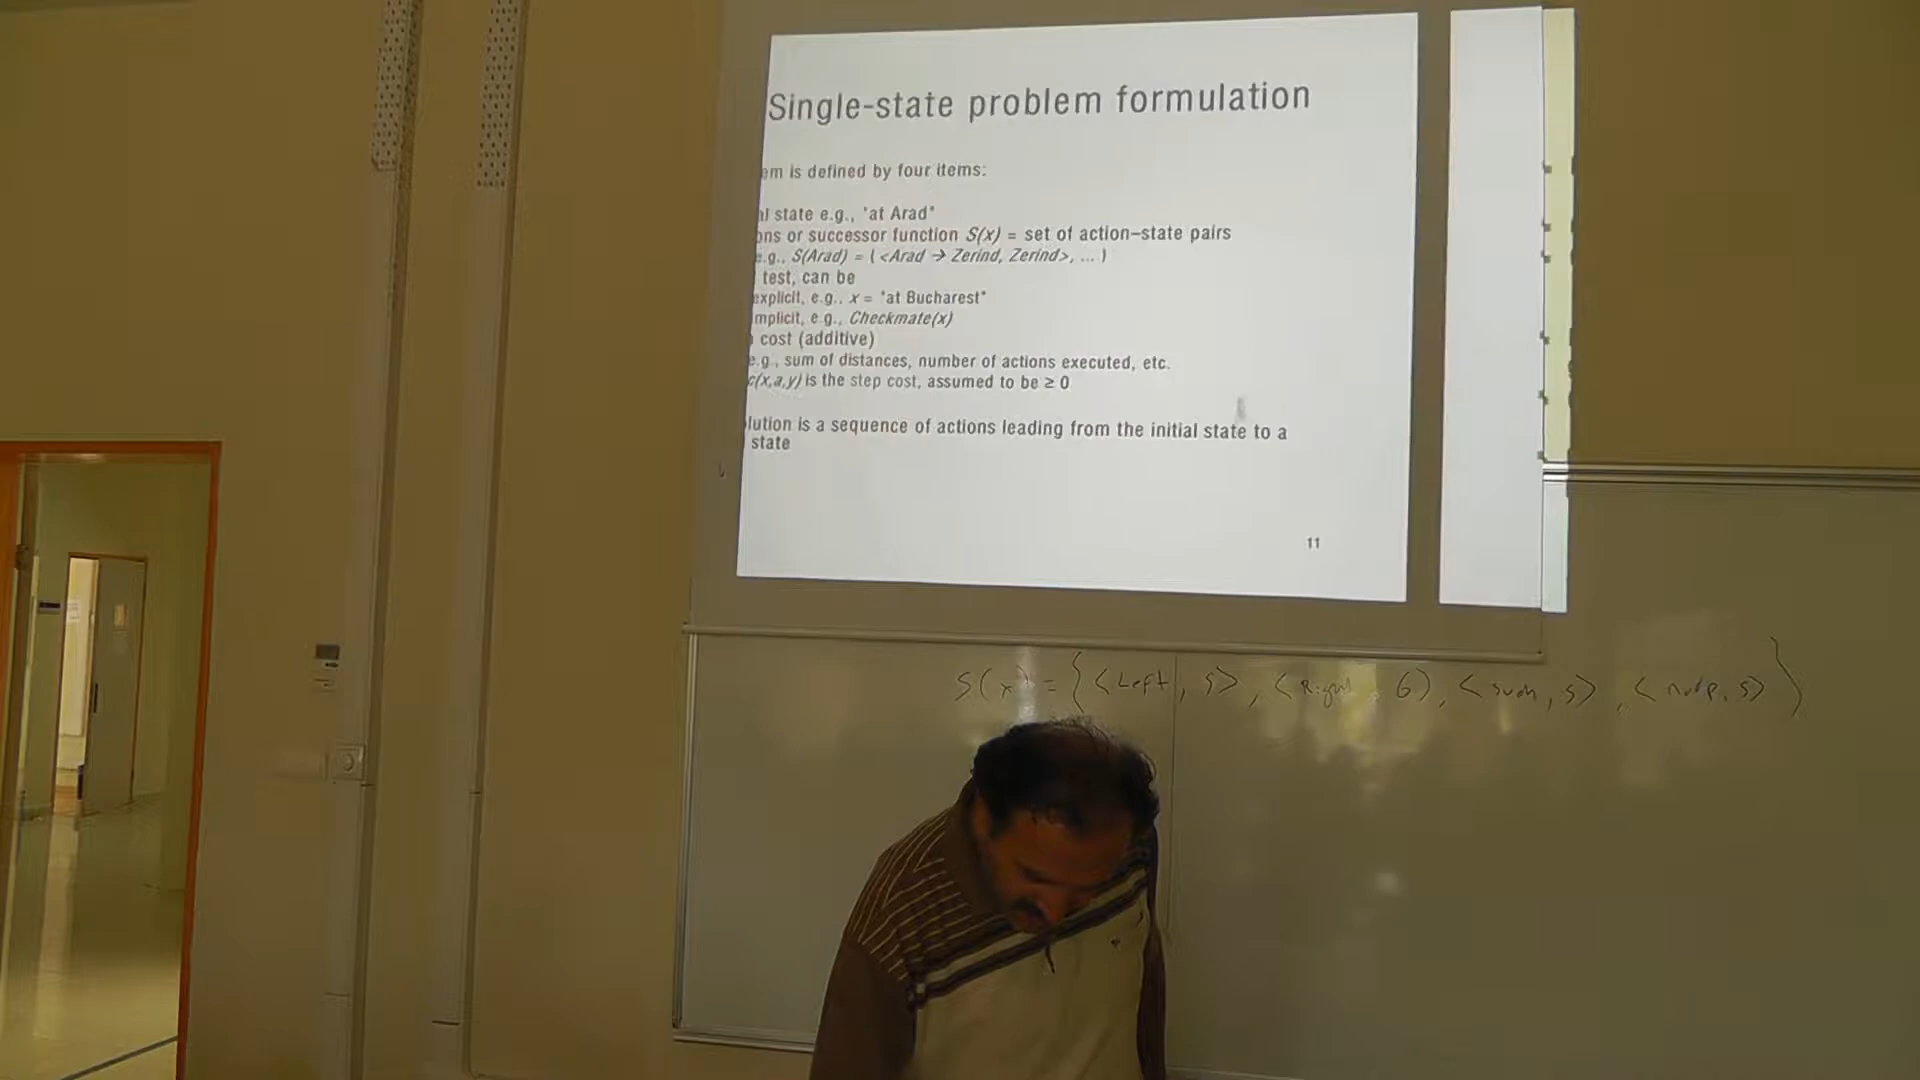 Single-state problem formulation
em is defined by four items:
al state e.g., "at Arad"
ons or successor function S(x) = set of action–state pairs
e.g., S(Arad) = {<Arad → Zerind, Zerind>, ... }
test, can be
explicit, e.g., x = "at Bucharest"
mplicit, e.g., Checkmate(x)
cost (additive)
e.g., sum of distances, number of actions executed, etc.
c(x,a,y) is the step cost, assumed to be ≥ 0
lution is a sequence of actions leading from the initial state to a
state
11
S(x) = {<Left, 5>, <Right, 6>, <such, 5>, <nop, 5>}